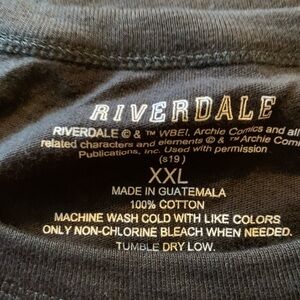 RIVERDALE
RIVERDALE © & ™ WBEI. Archie Comics and all
related characters and elements © & ™ Archie Com
Publications, Inc. Used with permission
(s19)
XXL
MADE IN GUATEMALA
100% COTTON
MACHINE WASH COLD WITH LIKE COLORS
ONLY NON-CHLORINE BLEACH WHEN NEEDED.
TUMBLE DRY LOW.